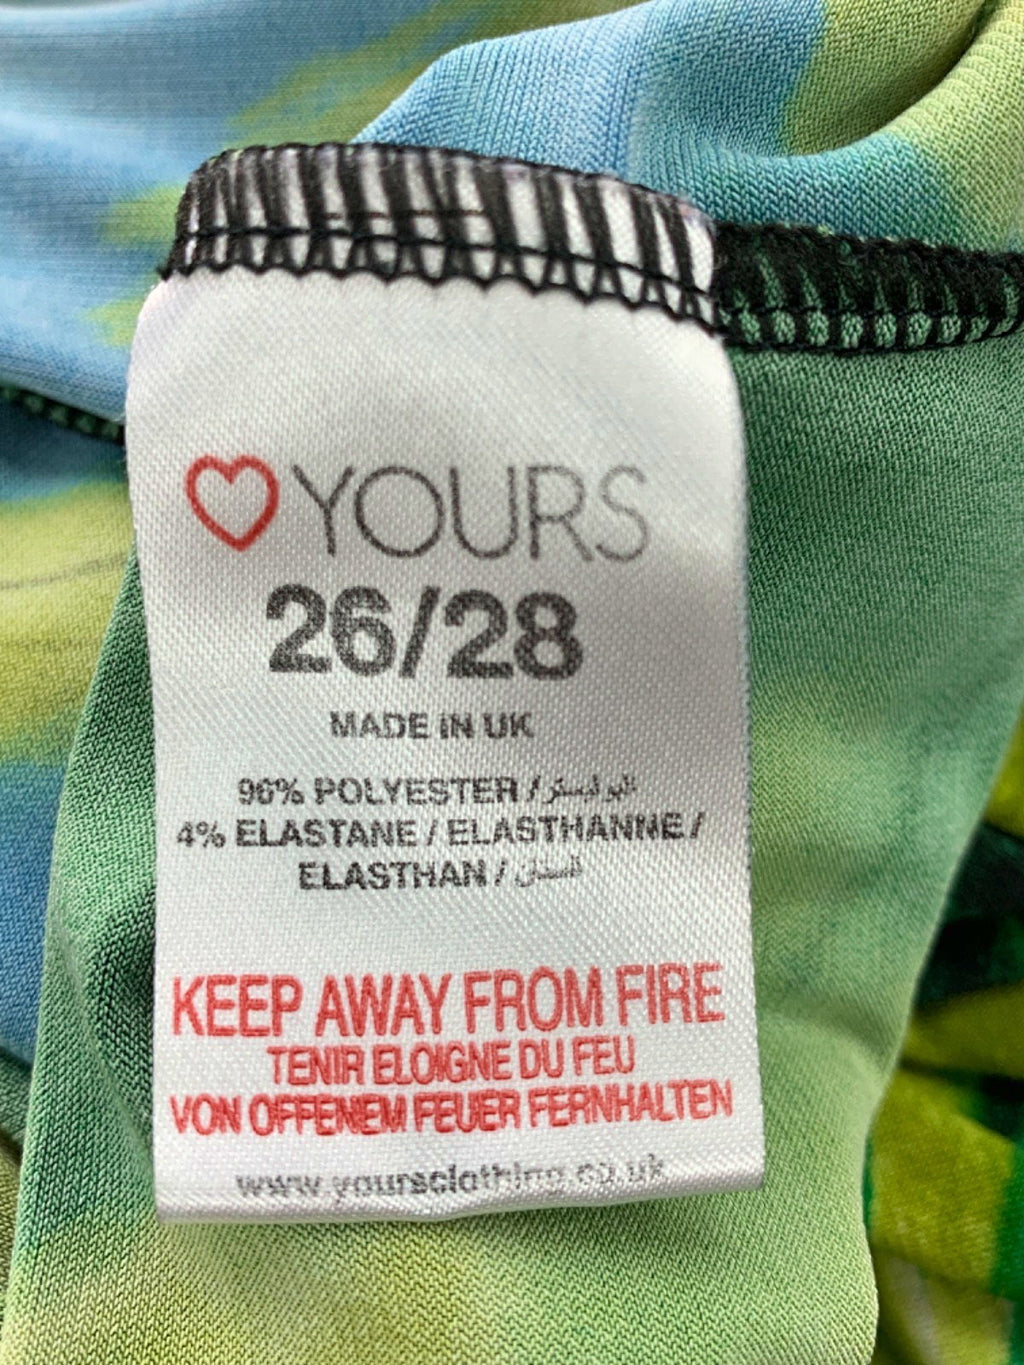 YOURS
26/28
MADE IN UK
96% POLYESTER / البوليستر
4% ELASTANE / ELASTHANNE /
ELASTHAN /
KEEP AWAY FROM FIRE
TENIR ELOIGNE DU FEU
VON OFFENEM FEUER FERNHALTEN
www.yoursclothing.co.uk